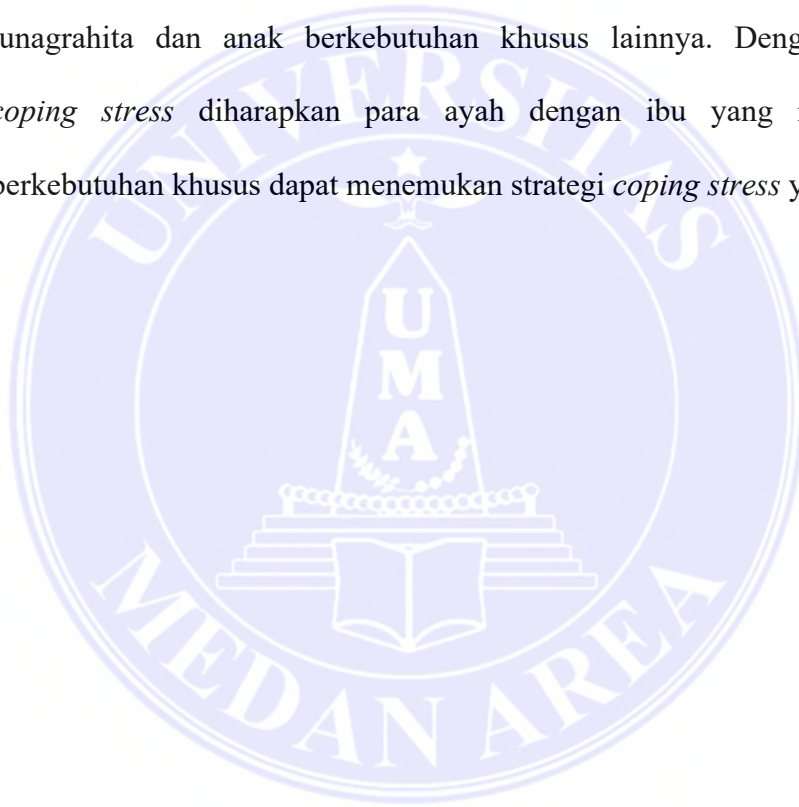 unagrahita dan anak berkebutuhan khusus lainnya. Deng
coping stress diharapkan para ayah dengan ibu yang
berkebutuhan khusus dapat menemukan strategi coping stress y
UNIVERSITAS
U
M
A
MEDAN AREA